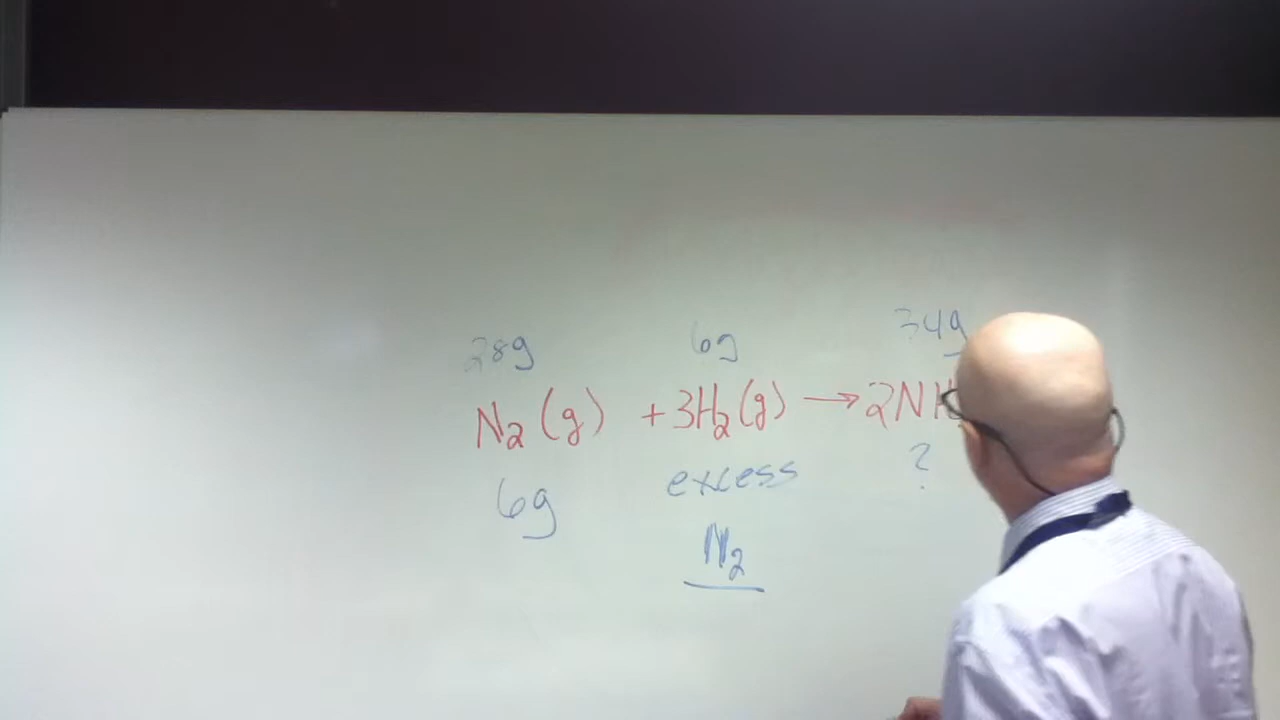 28g 6g 34g
N₂(g) + 3H₂(g) → 2NH
6g excess ?
N₂